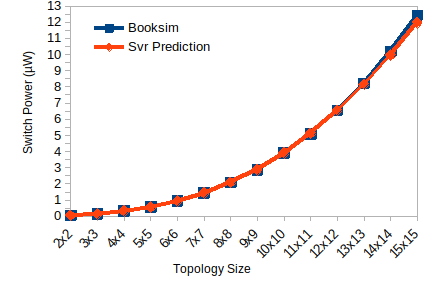 Booksim
Svr Prediction
Switch Power (µW)
13
12
11
10
9
8
7
6
5
4
3
2
1
0
2x2
3x3
4x4
5x5
6x6
7x7
8x8
9x9
10x10
11x11
12x12
13x13
14x14
15x15
Topology Size